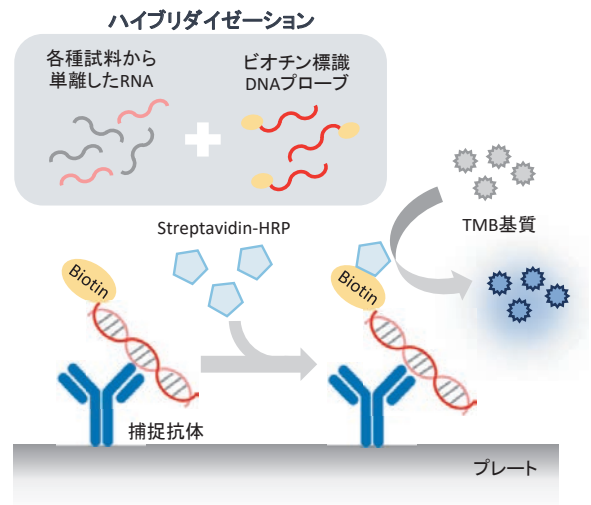 ハイブリダイゼーション
各種試料から
単離したRNA
ビオチン標識
DNAプローブ
Streptavidin-HRP
TMB基質
Biotin
Biotin
捕捉抗体
プレート